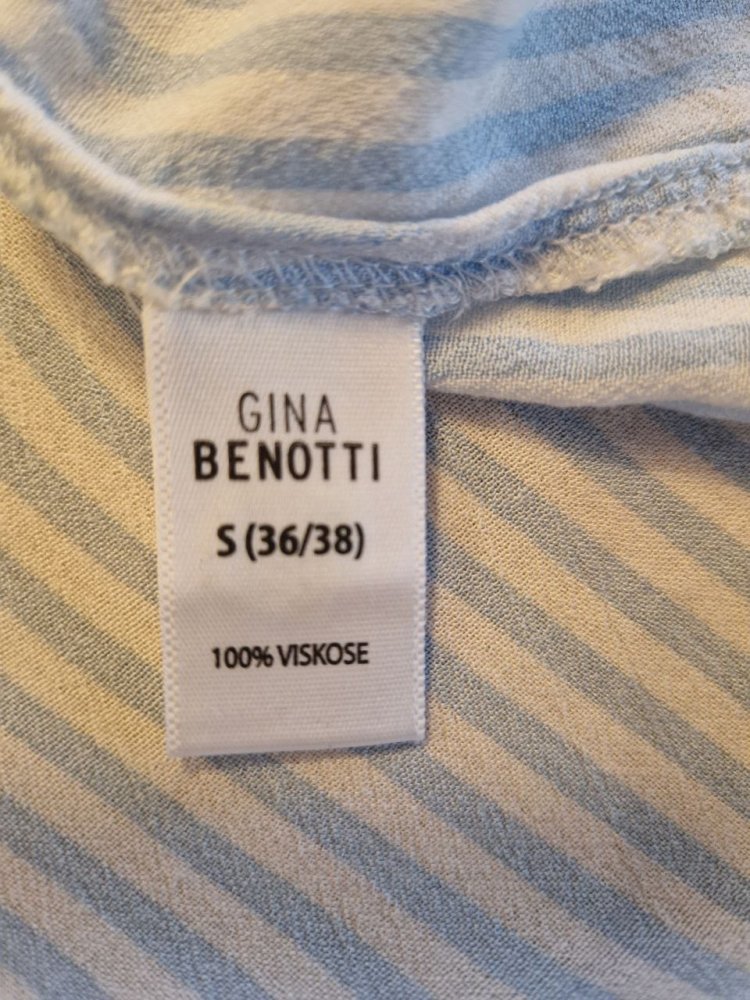 GINA
BENOTTI
S (36/38)
100% VISKOSE